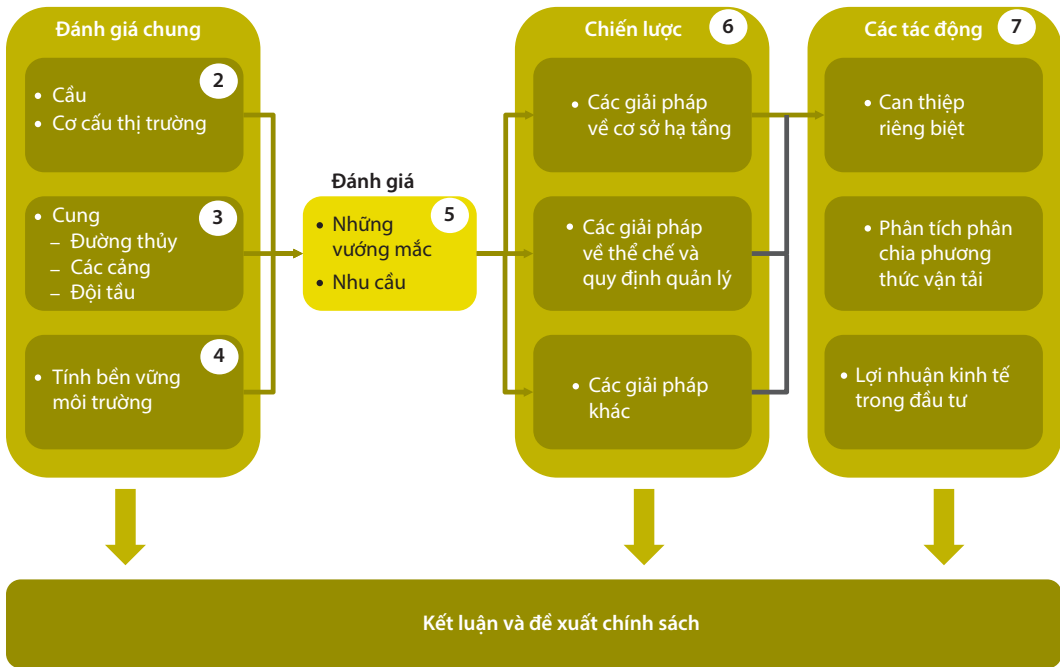 Đánh giá chung
2
• Cầu
• Cơ cấu thị trường
3
• Cung
– Đường thủy
– Các cảng
– Đội tầu
4
• Tính bền vững
môi trường
Đánh giá
5
• Những
vướng mắc
• Nhu cầu
Chiến lược
6
• Các giải pháp
về cơ sở hạ tầng
• Các giải pháp
về thể chế và
quy định quản lý
• Các giải pháp
khác
Các tác động
7
• Can thiệp
riêng biệt
• Phân tích phân
chia phương
thức vận tải
• Lợi nhuận kinh tế
trong đầu tư
Kết luận và đề xuất chính sách